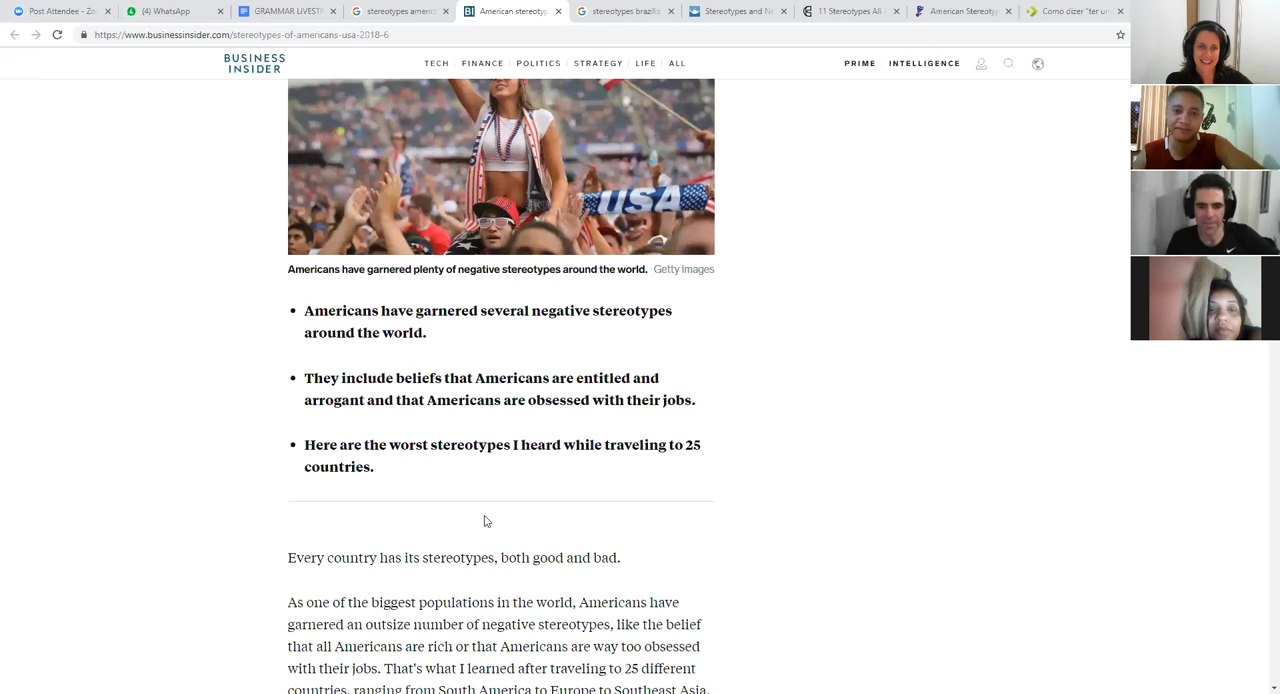 Post Attendee - Zo
(4) WhatsApp
GRAMMAR LiVEST
stereotypes americ
American stereotyp
stereotypes brazilia
Stereotypes and Na
11 Stereotypes All
American Stereoty
Como dizer "ter un
https://www.businessinsider.com/stereotypes-of-americans-usa-2018-6
BUSINESS
INSIDER
TECH FINANCE POLITICS STRATEGY LIFE ALL
PRIME INTELLIGENCE
USA
Americans have garnered plenty of negative stereotypes around the world. Getty Images
• Americans have garnered several negative stereotypes
around the world.
• They include beliefs that Americans are entitled and
arrogant and that Americans are obsessed with their jobs.
• Here are the worst stereotypes I heard while traveling to 25
countries.
Every country has its stereotypes, both good and bad.
As one of the biggest populations in the world, Americans have
garnered an outsize number of negative stereotypes, like the belief
that all Americans are rich or that Americans are way too obsessed
with their jobs. That's what I learned after traveling to 25 different
countries, ranging from South America to Europe to Southeast Asia.